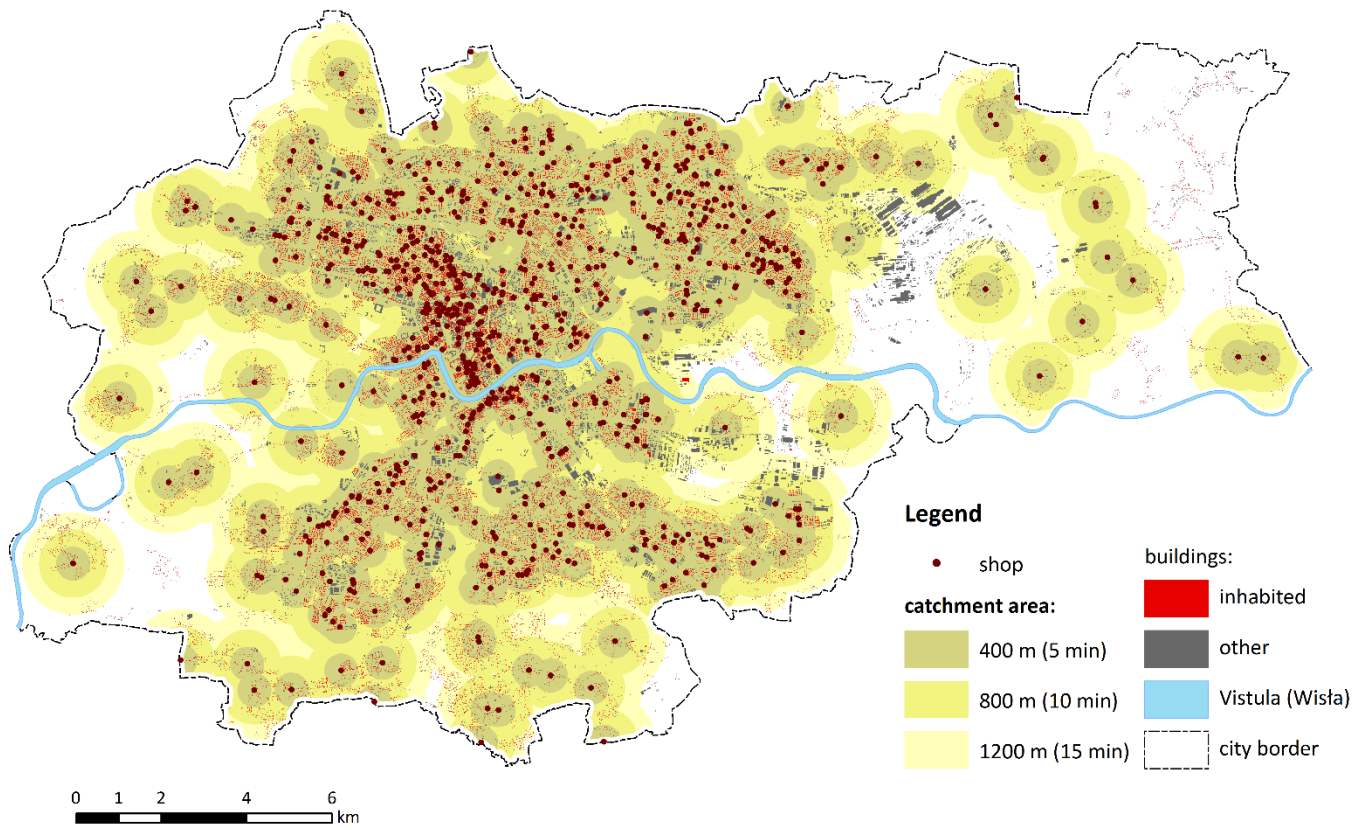 Legend
shop
catchment area:
400 m (5 min)
800 m (10 min)
1200 m (15 min)
buildings:
inhabited
other
Vistula (Wisła)
city border
0 1 2 4 6
km